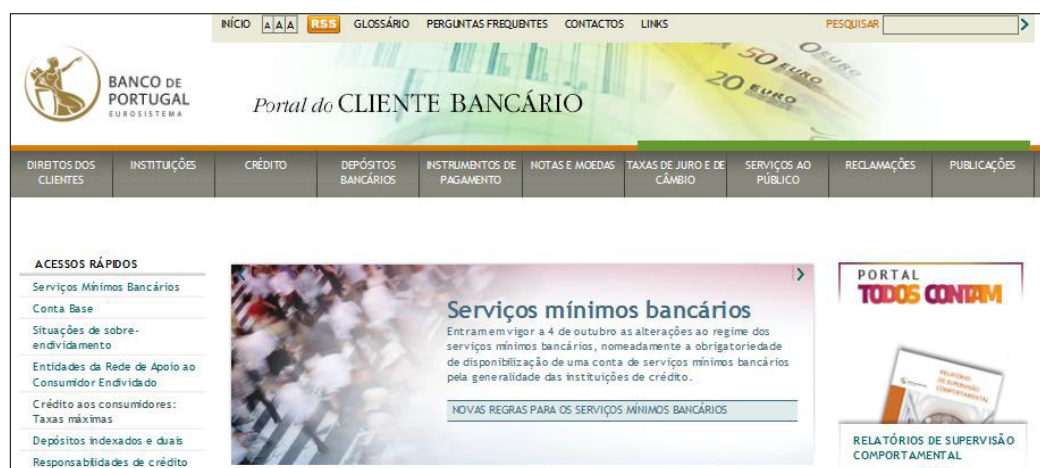 INÍCIO A A A RSS GLOSSÁRIO PERGUNTAS FREQUENTES CONTACTOS LINKS PESQUISAR
BANCO DE
PORTUGAL
EUROSISTEMA
Portal do CLIENTE BANCÁRIO
50 EURO
20 EURO
EURO
DIREITOS DOS
CLIENTES
INSTITUIÇÕES
CRÉDITO
DEPÓSITOS
BANCÁRIOS
INSTRUMENTOS DE
PAGAMENTO
NOTAS E MOEDAS
TAXAS DE JURO E DE
CÂMBIO
SERVIÇOS AO
PÚBLICO
RECLAMAÇÕES
PUBLICAÇÕES
ACESSOS RÁPIDOS
Serviços Mínimos Bancários
Conta Base
Situações de sobre-
endividamento
Entidades da Rede de Apoio ao
Consumidor Endividado
Crédito aos consumidores:
Taxas máximas
Depósitos indexados e duais
Responsabilidades de crédito
Serviços mínimos bancários
Entram em vigor a 4 de outubro as alterações ao regime dos
serviços mínimos bancários, nomeadamente a obrigatoriedade
de disponibilização de uma conta de serviços mínimos bancários
pela generalidade das instituições de crédito.
NOVAS REGRAS PARA OS SERVIÇOS MÍNIMOS BANCÁRIOS
PORTAL
TODOS CONTAM
RELATÓRIO
DE SUPERVISÃO
COMPORTAMENTAL
RELATÓRIOS DE SUPERVISÃO
COMPORTAMENTAL